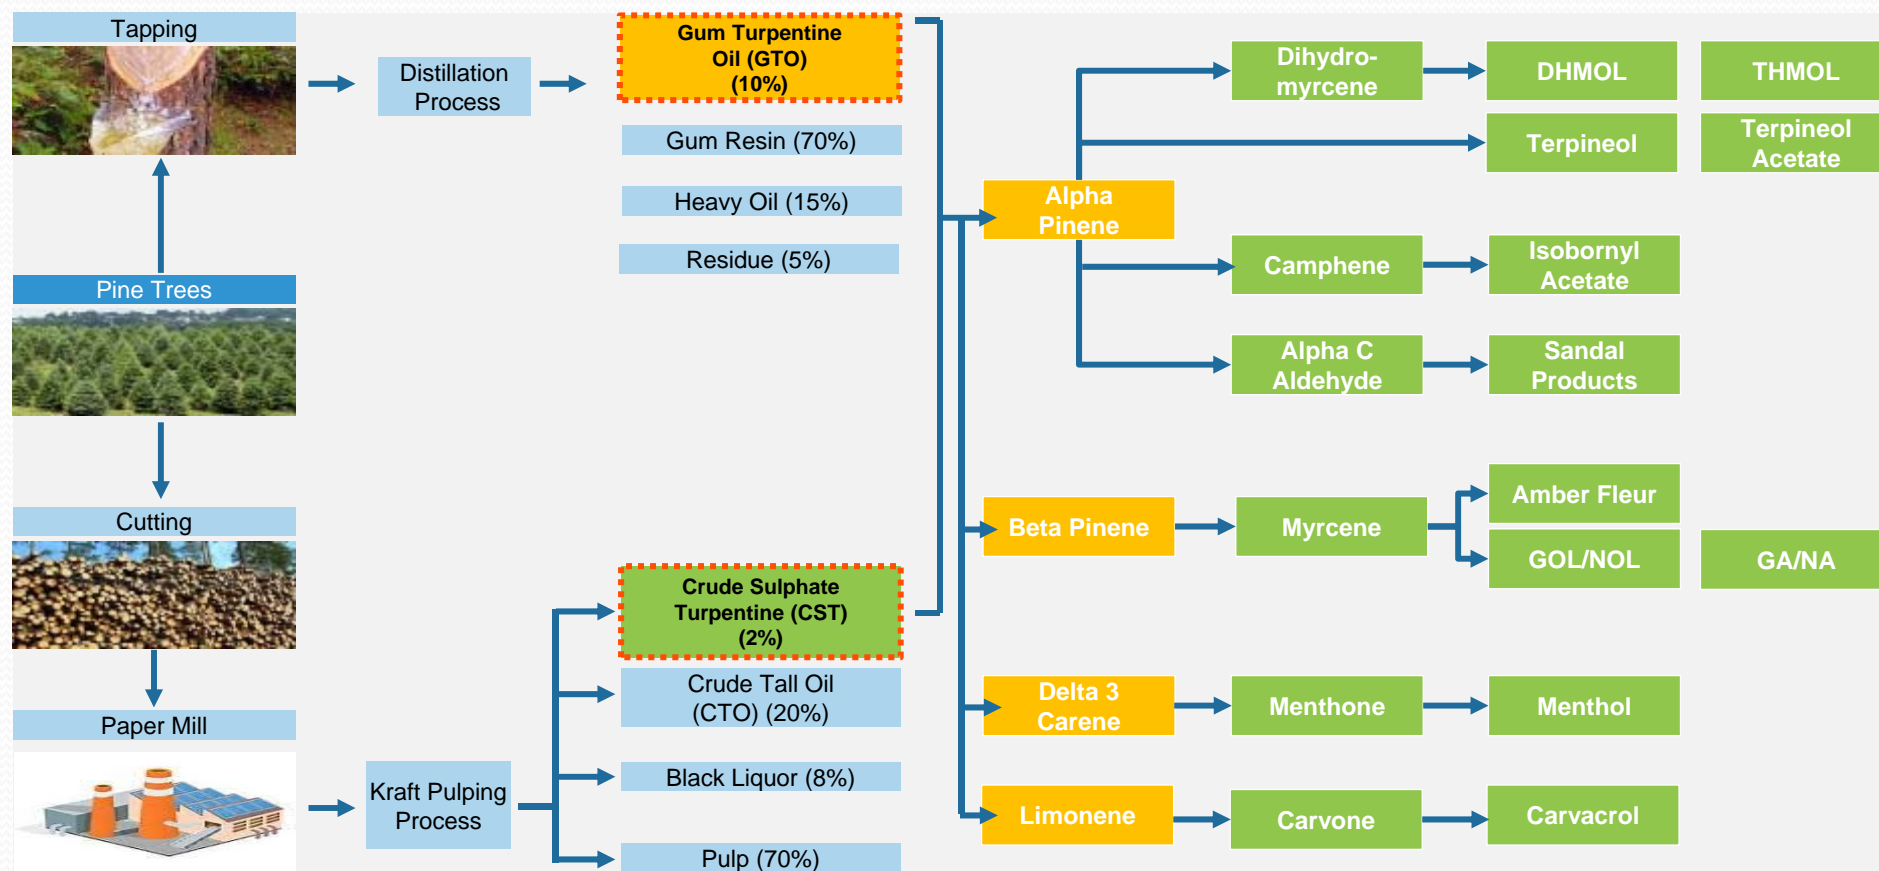 Tapping
Distillation
Process
Gum Turpentine
Oil (GTO)
(10%)
Gum Resin (70%)
Heavy Oil (15%)
Residue (5%)
Pine Trees
Cutting
Paper Mill
Kraft Pulping
Process
Crude Sulphate
Turpentine (CST)
(2%)
Crude Tall Oil
(CTO) (20%)
Black Liquor (8%)
Pulp (70%)
Alpha
Pinene
Dihydro-
myrcene
DHMOL
THMOL
Terpineol
Terpineol
Acetate
Camphene
Isobornyl
Acetate
Alpha C
Aldehyde
Sandal
Products
Beta Pinene
Myrcene
Amber Fleur
GOL/NOL
GA/NA
Delta 3
Carene
Menthone
Menthol
Limonene
Carvone
Carvacrol